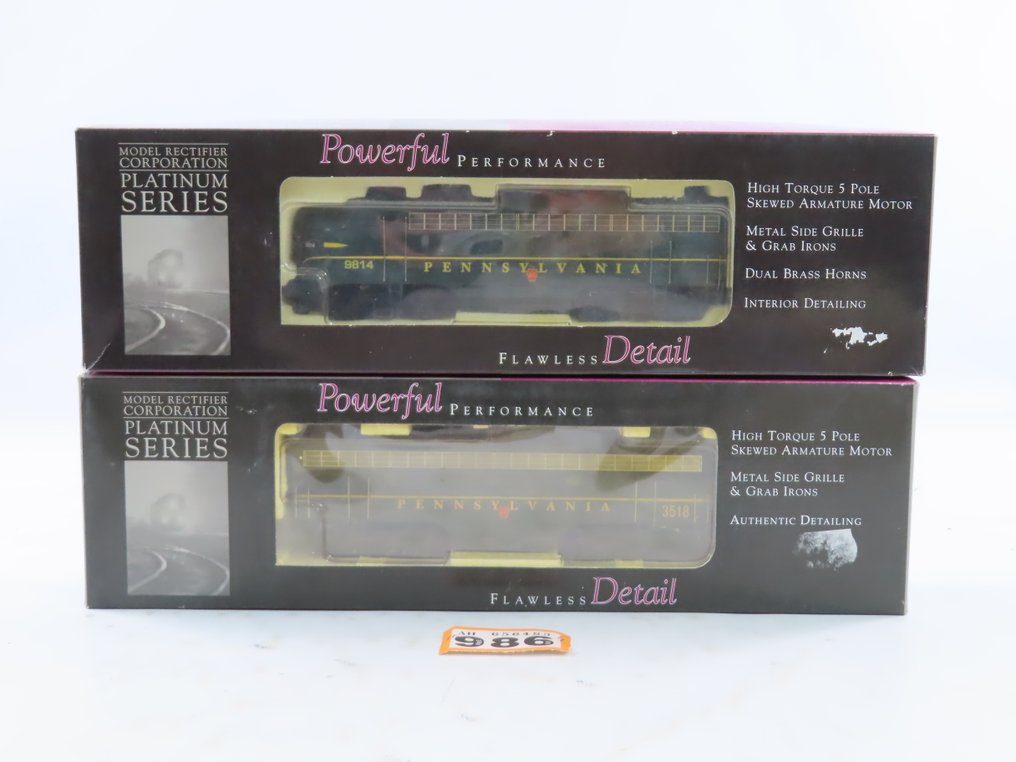 MODEL RECTIFIER
CORPORATION
PLATINUM
SERIES
Powerful PERFORMANCE
9814
PENNSYLVANIA
HIGH TORQUE 5 POLE
SKEWED ARMATURE MOTOR
METAL SIDE GRILLE
& GRAB IRONS
DUAL BRASS HORNS
INTERIOR DETAILING
FLAWLESS Detail
MODEL RECTIFIER
CORPORATION
PLATINUM
SERIES
Powerful PERFORMANCE
PENNSYLVANIA
3518
HIGH TORQUE 5 POLE
SKEWED ARMATURE MOTOR
METAL SIDE GRILLE
& GRAB IRONS
AUTHENTIC DETAILING
FLAWLESS Detail
986